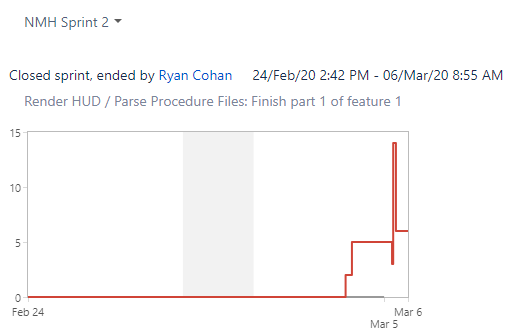 NMH Sprint 2
Closed sprint, ended by Ryan Cohan 24/Feb/20 2:42 PM - 06/Mar/20 8:55 AM
Render HUD / Parse Procedure Files: Finish part 1 of feature 1
15
10
5
0
Feb 24
Mar 6
Mar 5